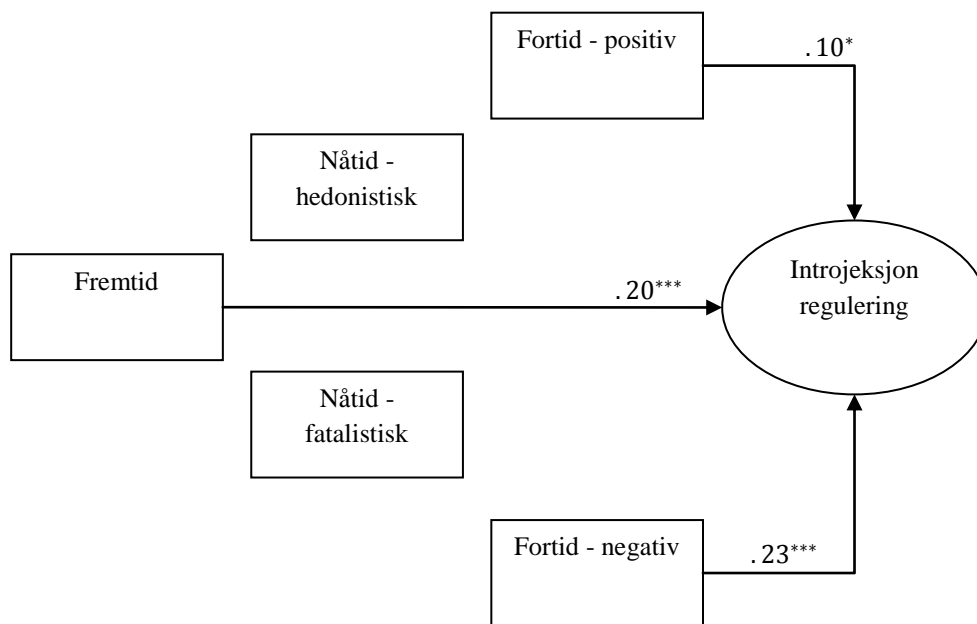 Fortid - positiv
. 10*
Nåtid -
hedonistisk
Fremtid
. 20***
Introjeksjon
regulering
Nåtid -
fatalistisk
Fortid - negativ
. 23***